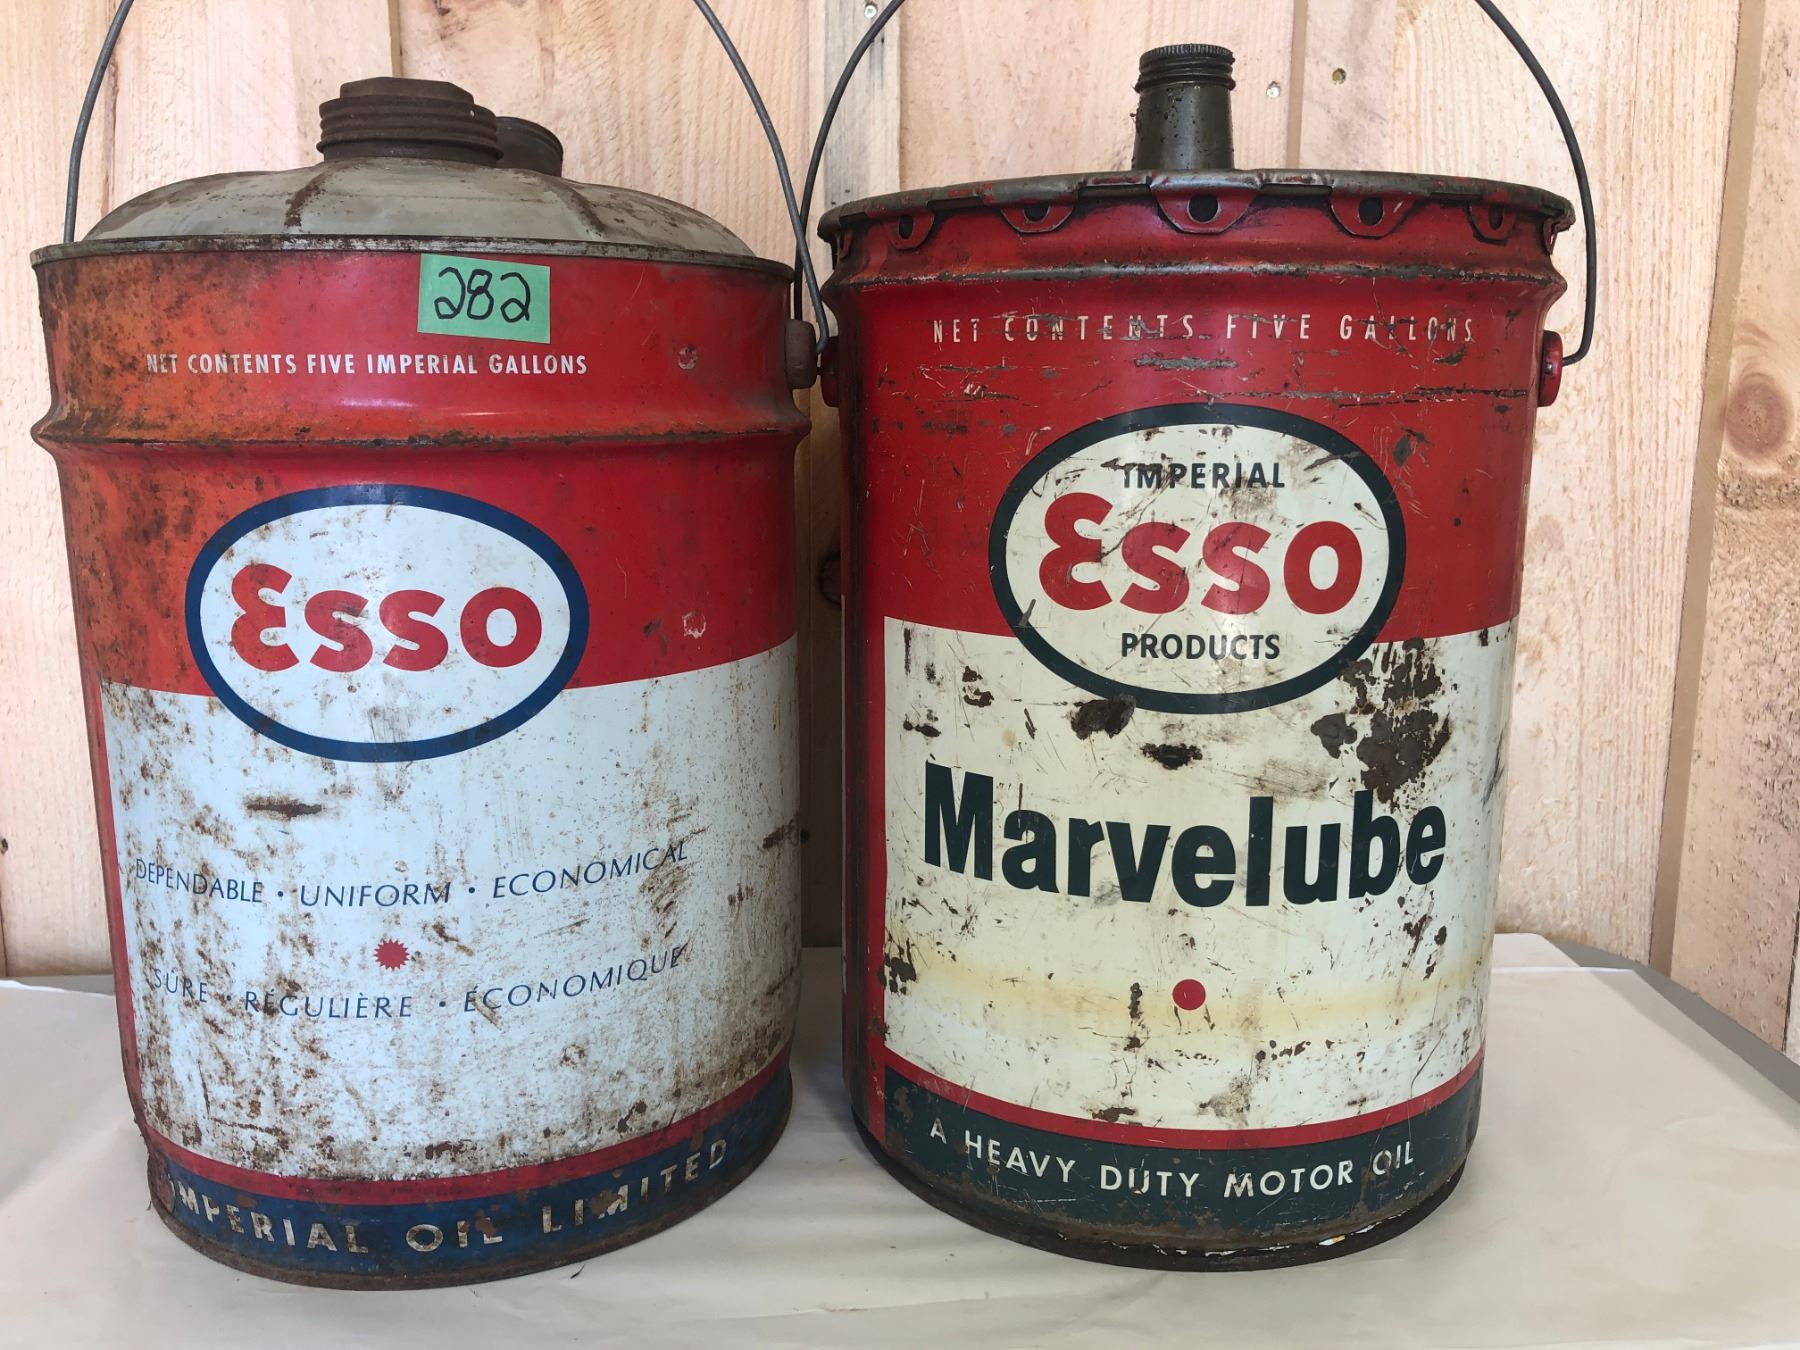 282
NET CONTENTS FIVE IMPERIAL GALLONS
Esso
DEPENDABLE • UNIFORM • ECONOMICAL
SÛRE • RÉGULIÈRE • ÉCONOMIQUE
IMPERIAL OIL LIMITED
NET CONTENTS FIVE GALLONS
IMPERIAL
Esso
PRODUCTS
Marvelube
A HEAVY DUTY MOTOR OIL